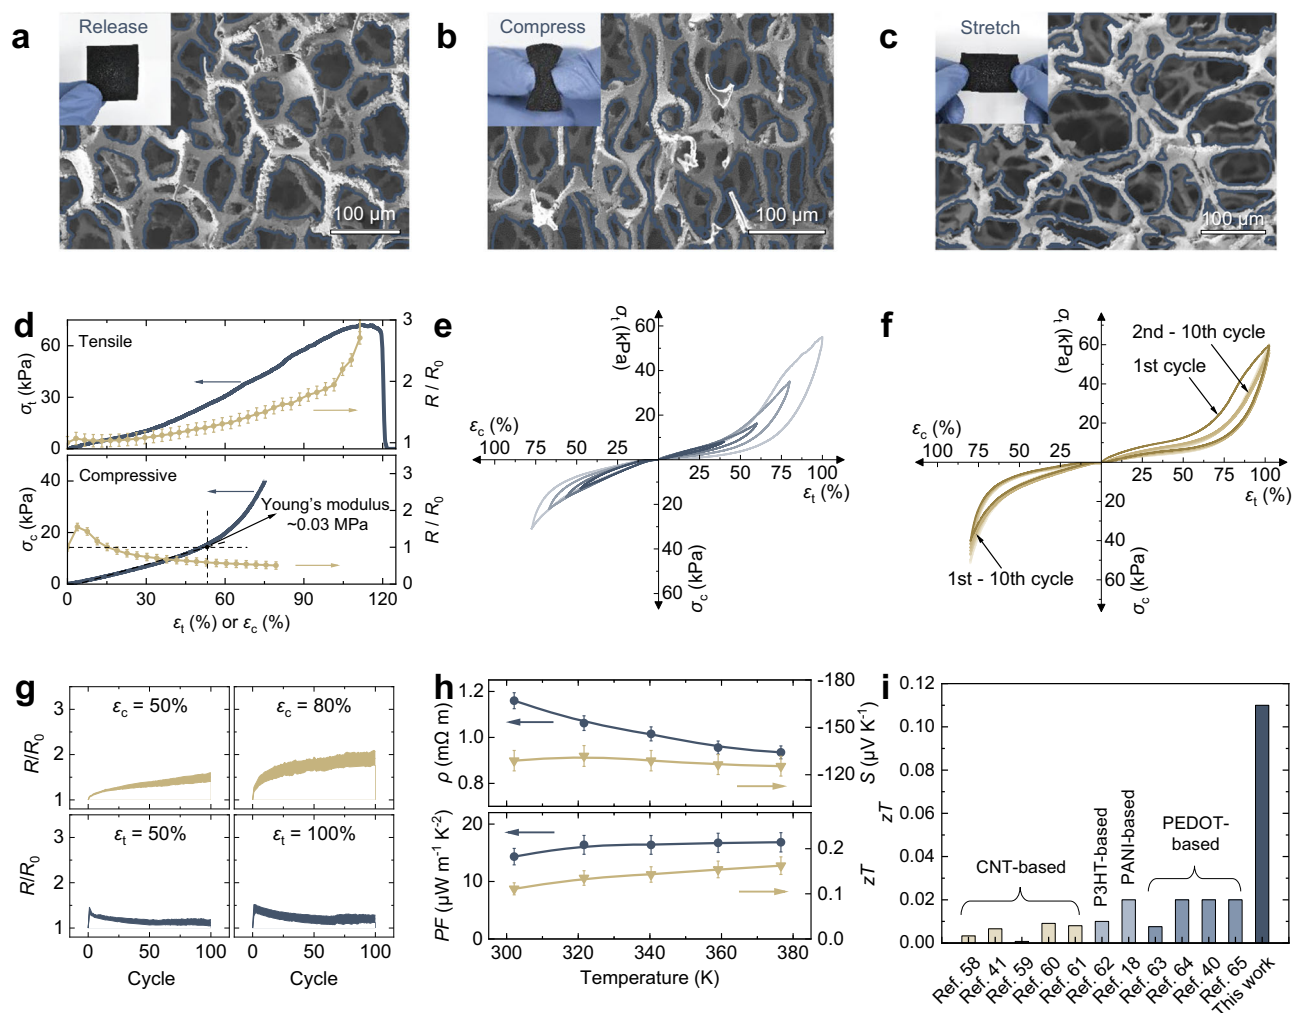 a
Release
100 µm
b
Compress
100 µm
c
Stretch
100 µm
d
Tensile
σt (kPa)
60
30
0
R / R0
3
2
1
Compressive
σc (kPa)
40
20
0
Young's modulus
~0.03 MPa
R / R0
3
2
1
0
0 30 60 90 120
εt (%) or εc (%)
e
σt (kPa)
60
40
20
εc (%)
100 75 50 25
25 50 75 100
εt (%)
20
40
60
σc (kPa)
f
σt (kPa)
60
40
20
2nd - 10th cycle
1st cycle
εc (%)
100 75 50 25
25 50 75 100
εt (%)
20
40
60
σc (kPa)
1st - 10th cycle
g
R/R0
3
2
1
εc = 50%
εc = 80%
R/R0
3
2
1
εt = 50%
εt = 100%
0 100 0 100
Cycle Cycle
h
ρ (mΩ m)
1.2
1.0
0.8
S (µV K-1)
-180
-150
-120
PF (µW m-1 K-2)
20
10
0
zT
0.2
0.1
0.0
300 320 340 360 380
Temperature (K)
i
zT
0.12
0.10
0.08
0.06
0.04
0.02
0.00
CNT-based
P3HT-based
PANI-based
PEDOT-
based
Ref. 58
Ref. 41
Ref. 59
Ref. 60
Ref. 61
Ref. 62
Ref. 18
Ref. 63
Ref. 64
Ref. 40
Ref. 65
This work